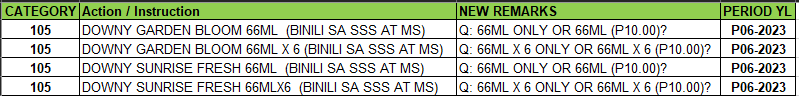 CATEGORY Action / Instruction NEW REMARKS PERIOD YL
105 DOWNY GARDEN BLOOM 66ML (BINILI SA SSS AT MS) Q: 66ML ONLY OR 66ML (P10.00)? P06-2023
105 DOWNY GARDEN BLOOM 66ML X 6 (BINILI SA SSS AT MS) Q: 66ML X 6 ONLY OR 66ML X 6 (P10.00)? P06-2023
105 DOWNY SUNRISE FRESH 66ML (BINILI SA SSS AT MS) Q: 66ML ONLY OR 66ML (P10.00)? P06-2023
105 DOWNY SUNRISE FRESH 66MLX6 (BINILI SA SSS AT MS) Q: 66ML X 6 ONLY OR 66ML X 6 (P10.00)? P06-2023